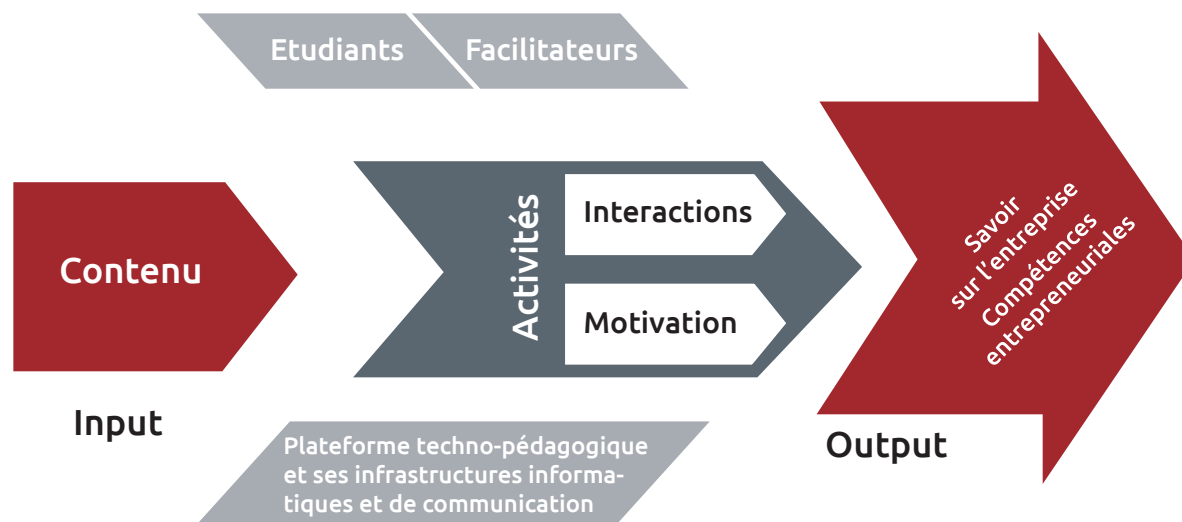 Etudiants
Facilitateurs
Contenu
Input
Activités
Interactions
Motivation
Plateforme techno-pédagogique
et ses infrastructures informa-
tiques et de communication
Savoir
sur l’entreprise
Compétences
entrepreneuriales
Output